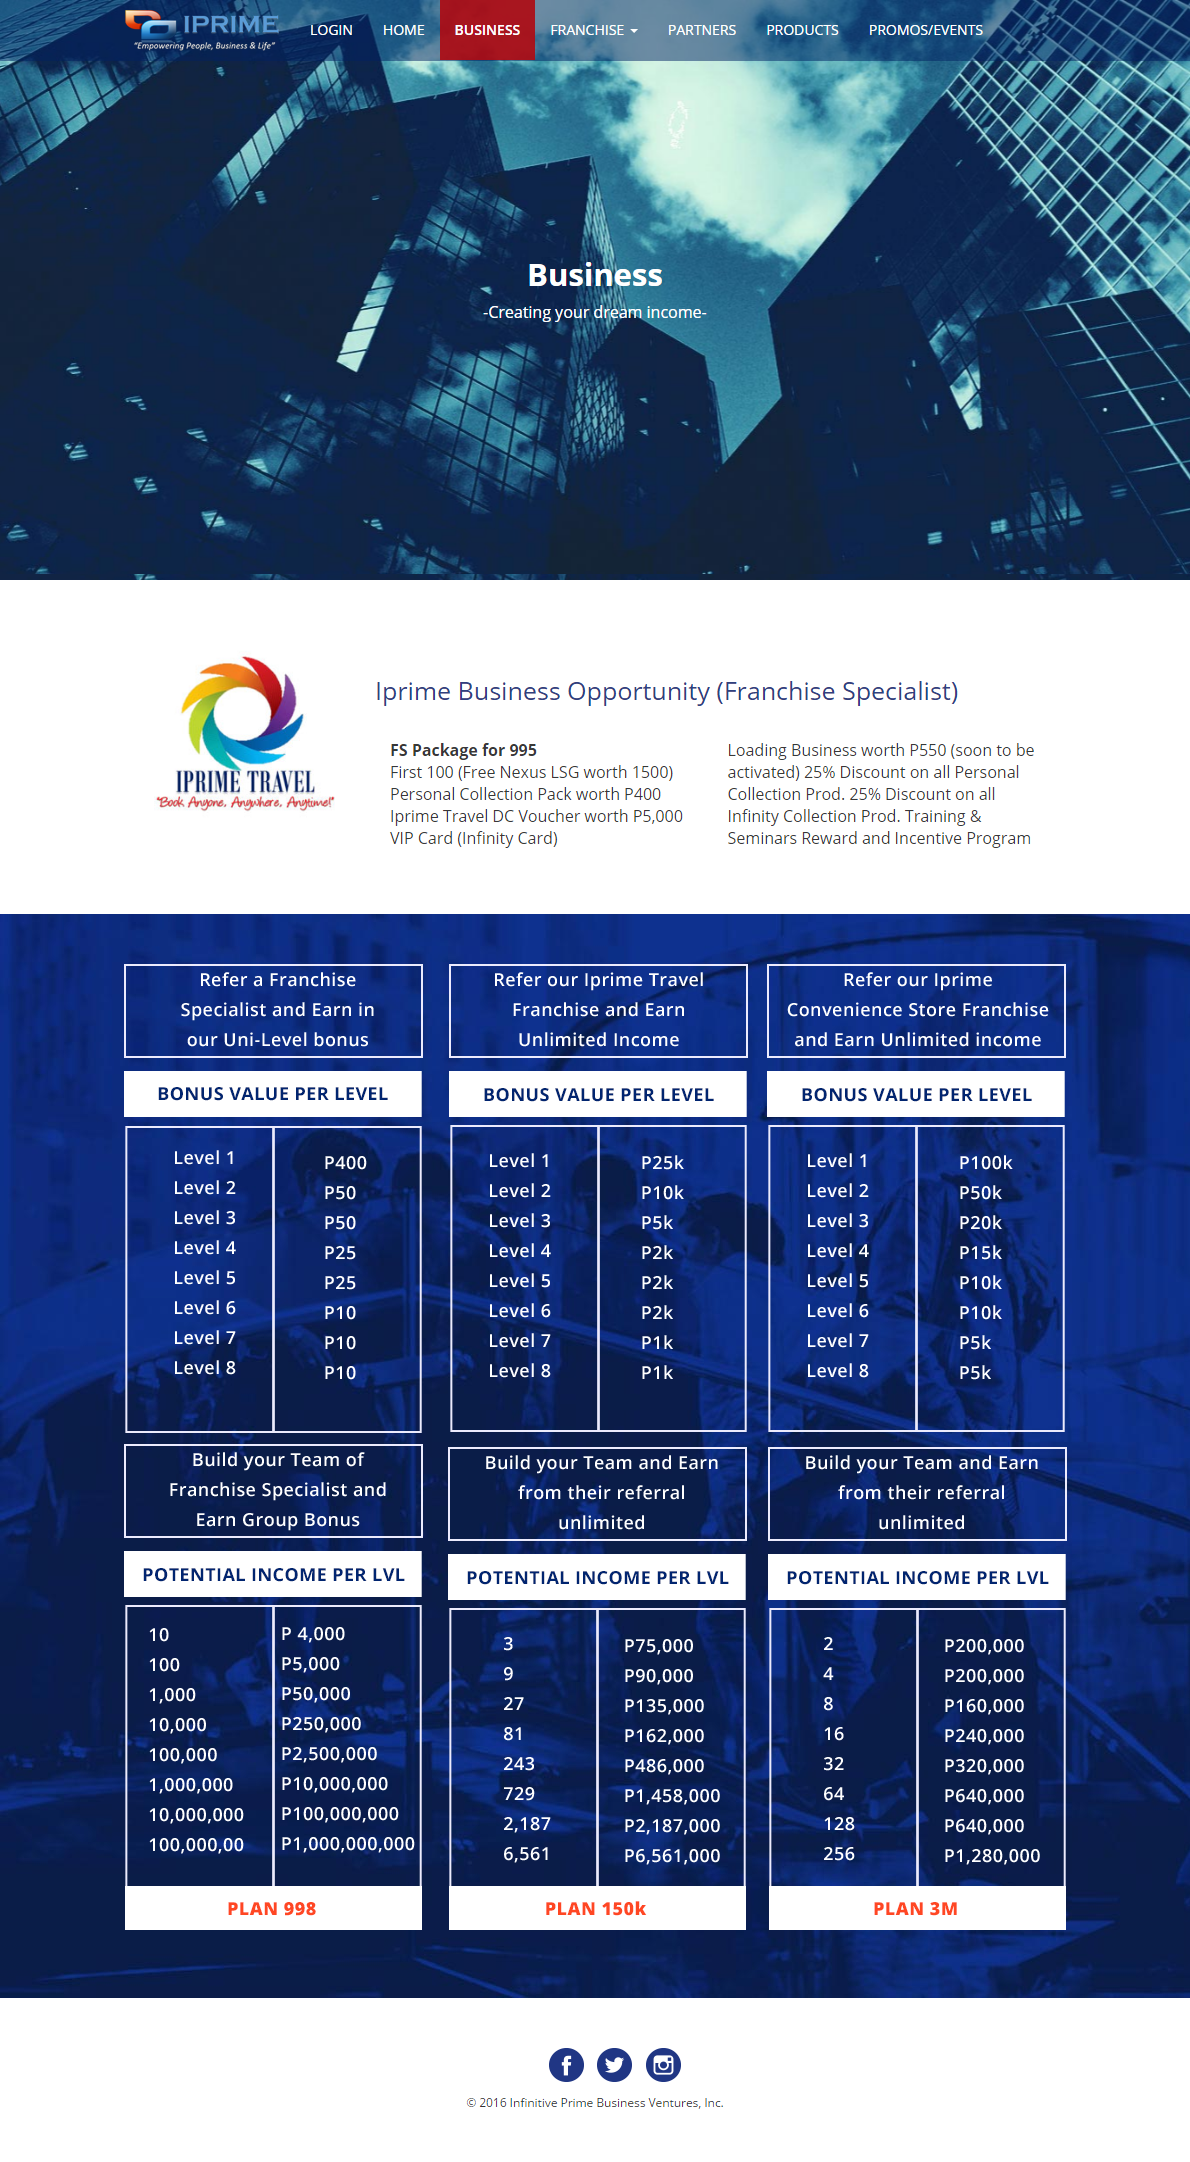 IPRIME
"Empowering People, Business & Life"
LOGIN HOME BUSINESS FRANCHISE PARTNERS PRODUCTS PROMOS/EVENTS
Business
-Creating your dream income-
IPRIME TRAVEL
"Book Anyone, Anywhere, Anytime!"
Iprime Business Opportunity (Franchise Specialist)
FS Package for 995
First 100 (Free Nexus LSG worth 1500)
Personal Collection Pack worth P400
Iprime Travel DC Voucher worth P5,000
VIP Card (Infinity Card)
Loading Business worth P550 (soon to be
activated) 25% Discount on all Personal
Collection Prod. 25% Discount on all
Infinity Collection Prod. Training &
Seminars Reward and Incentive Program
Refer a Franchise
Specialist and Earn in
our Uni-Level bonus
BONUS VALUE PER LEVEL
Level 1 P400
Level 2 P50
Level 3 P50
Level 4 P25
Level 5 P25
Level 6 P10
Level 7 P10
Level 8 P10
Build your Team of
Franchise Specialist and
Earn Group Bonus
POTENTIAL INCOME PER LVL
10 P 4,000
100 P5,000
1,000 P50,000
10,000 P250,000
100,000 P2,500,000
1,000,000 P10,000,000
10,000,000 P100,000,000
100,000,00 P1,000,000,000
PLAN 998
Refer our Iprime Travel
Franchise and Earn
Unlimited Income
BONUS VALUE PER LEVEL
Level 1 P25k
Level 2 P10k
Level 3 P5k
Level 4 P2k
Level 5 P2k
Level 6 P2k
Level 7 P1k
Level 8 P1k
Build your Team and Earn
from their referral
unlimited
POTENTIAL INCOME PER LVL
3 P75,000
9 P90,000
27 P135,000
81 P162,000
243 P486,000
729 P1,458,000
2,187 P2,187,000
6,561 P6,561,000
PLAN 150k
Refer our Iprime
Convenience Store Franchise
and Earn Unlimited income
BONUS VALUE PER LEVEL
Level 1 P100k
Level 2 P50k
Level 3 P20k
Level 4 P15k
Level 5 P10k
Level 6 P10k
Level 7 P5k
Level 8 P5k
Build your Team and Earn
from their referral
unlimited
POTENTIAL INCOME PER LVL
2 P200,000
4 P200,000
8 P160,000
16 P240,000
32 P320,000
64 P640,000
128 P640,000
256 P1,280,000
PLAN 3M
© 2016 Infinitive Prime Business Ventures, Inc.